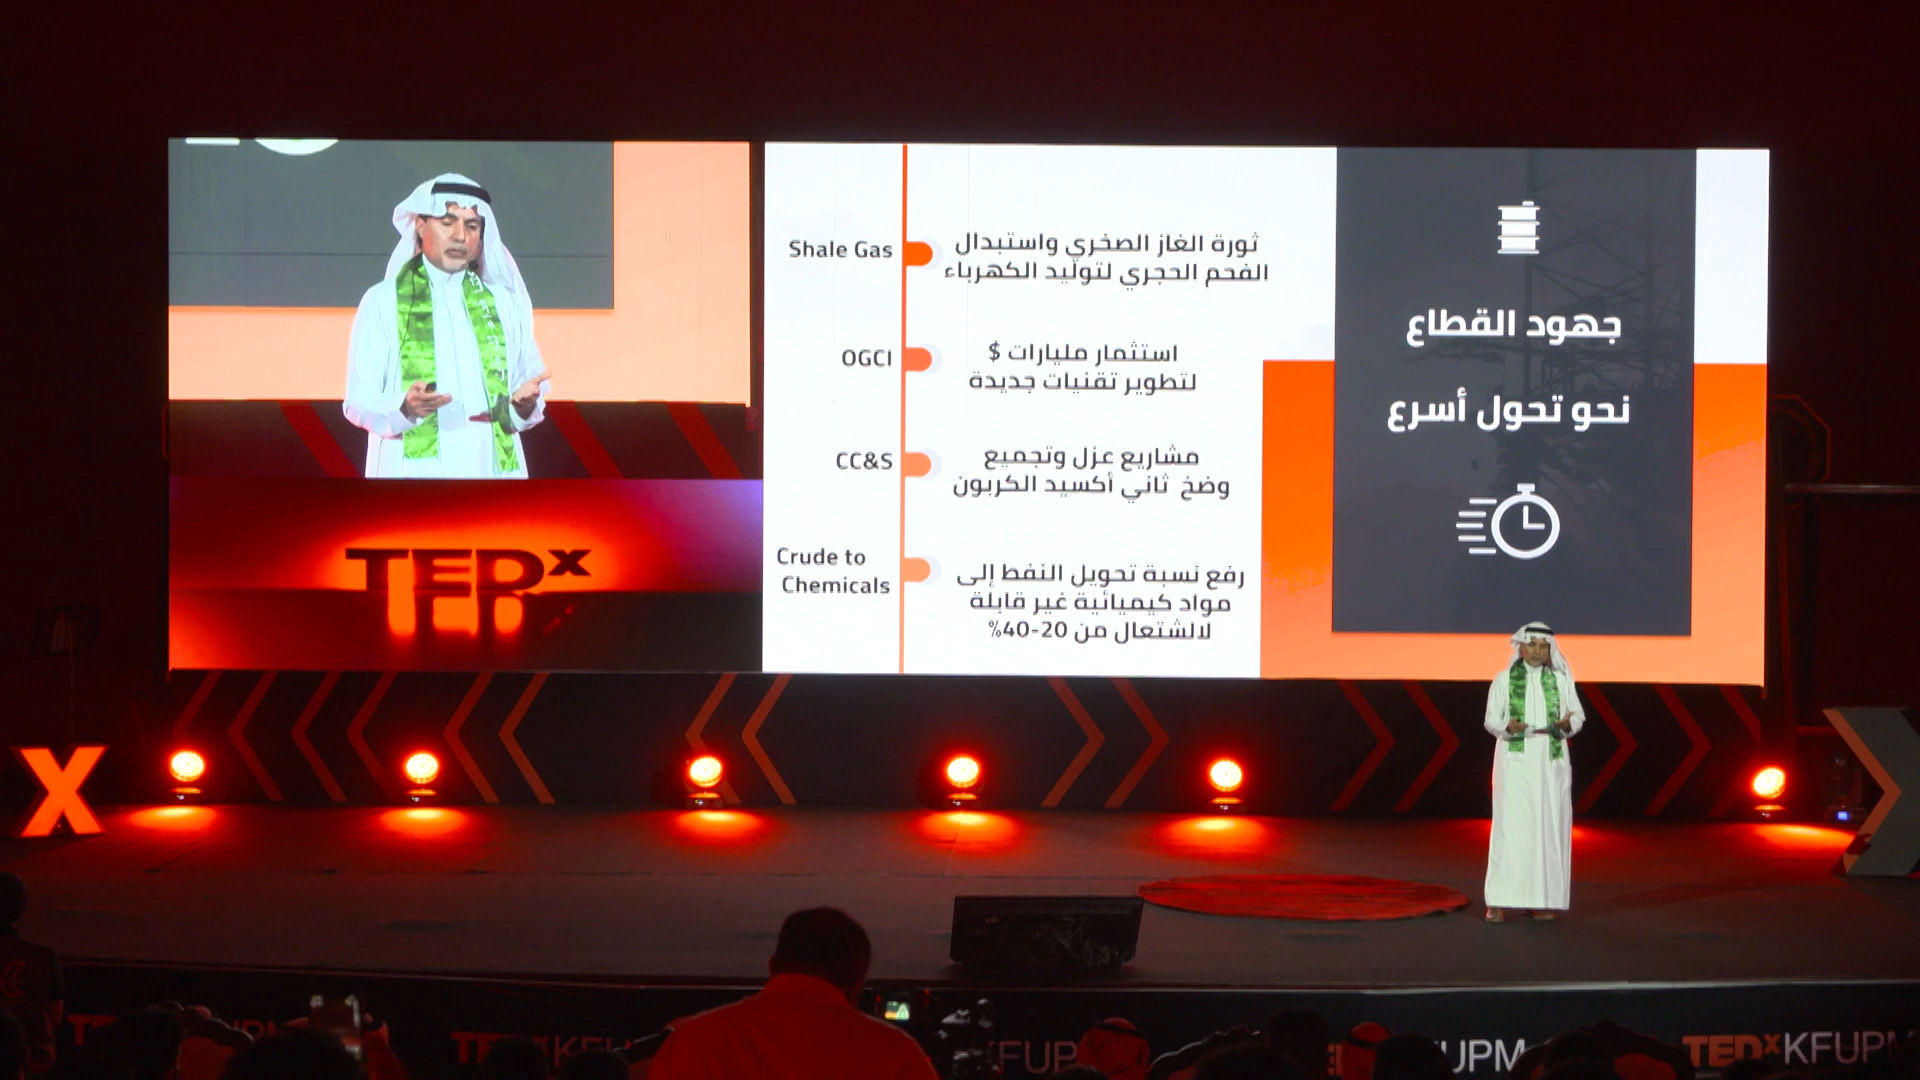 جهود القطاع
نحو تحول أسرع
Shale Gas
ثورة الغاز الصخري واستبدال
الفحم الحجري لتوليد الكهرباء
OGCI
استثمار مليارات $
لتطوير تقنيات جديدة
CC&S
مشاريع عزل وتجميع
وضخ ثاني أكسيد الكربون
Crude to
Chemicals
رفع نسبة تحويل النفط إلى
مواد كيميائية غير قابلة
لالشتعال من 20-40%
TEDx
X
TEDxKFUPM